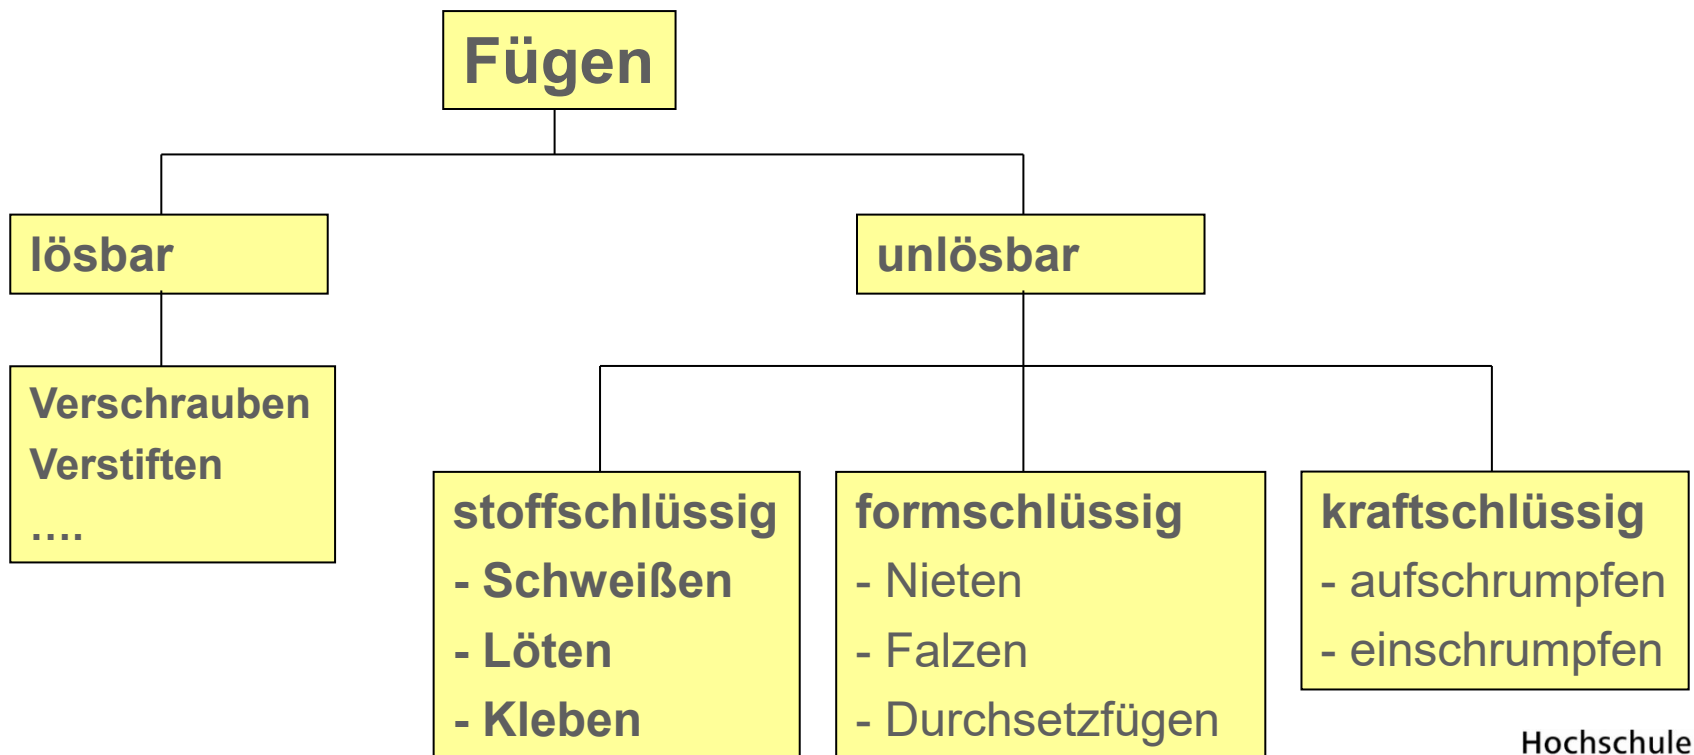 Fügen
lösbar
unlösbar
Verschrauben
Verstiften
....
stoffschlüssig
- Schweißen
- Löten
- Kleben
formschlüssig
- Nieten
- Falzen
- Durchsetzfügen
kraftschlüssig
- aufschrumpfen
- einschrumpfen
Hochschule